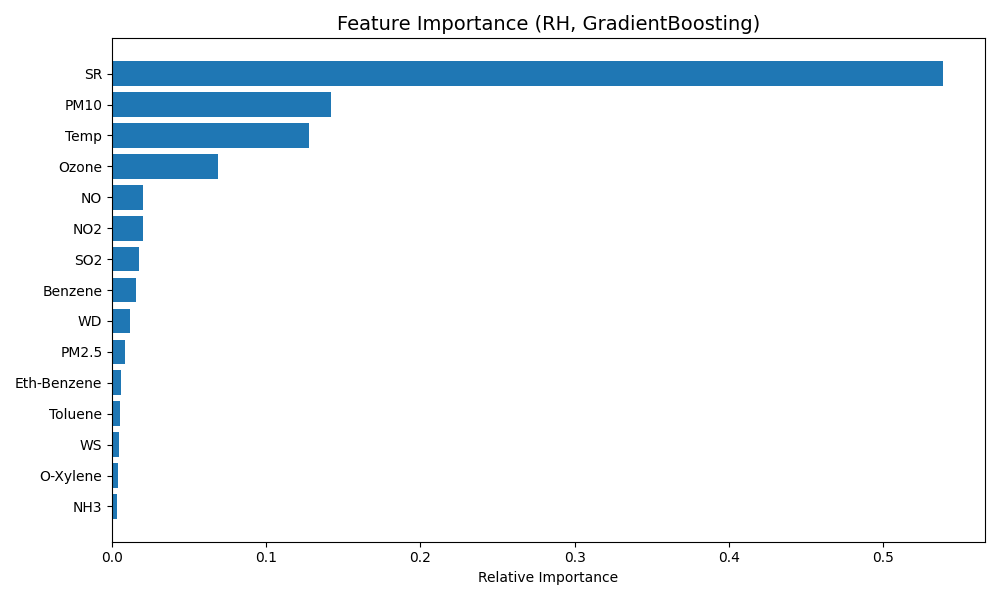 Feature Importance (RH, GradientBoosting)
SR
PM10
Temp
Ozone
NO
NO2
SO2
Benzene
WD
PM2.5
Eth-Benzene
Toluene
WS
O-Xylene
NH3
0.0 0.1 0.2 0.3 0.4 0.5
Relative Importance